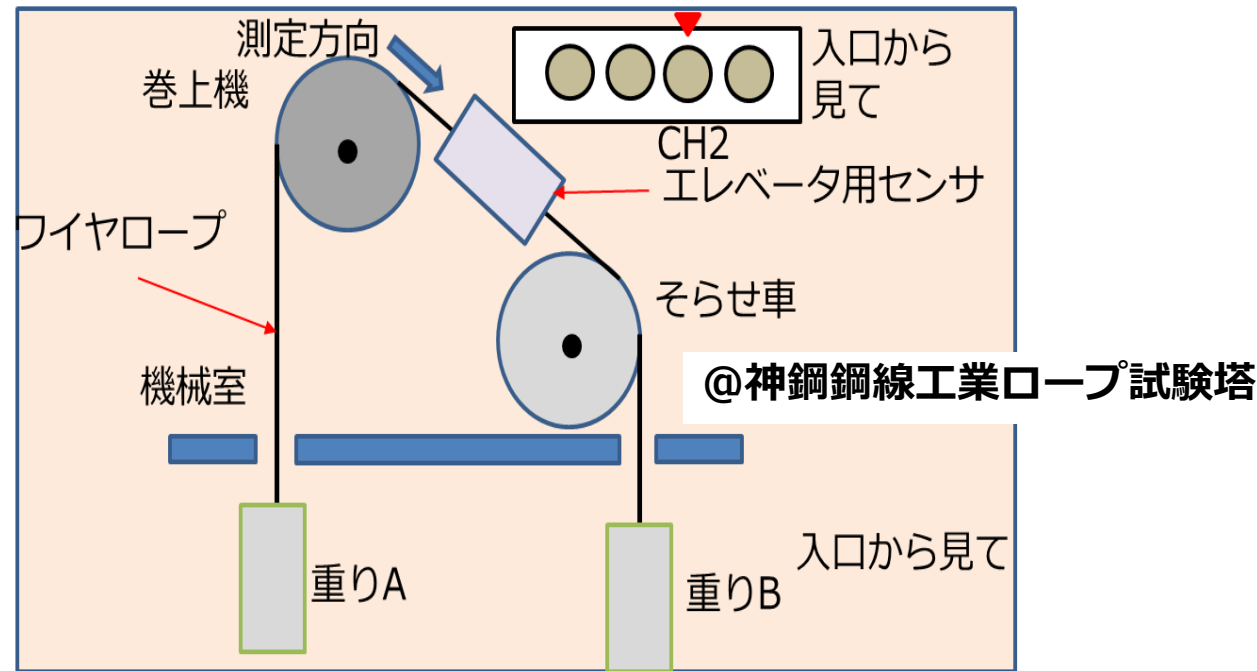 測定方向
巻上機
入口から
見て
CH2
エレベータ用センサ
ワイヤロープ
そらせ車
機械室
@神鋼鋼線工業ロープ試験塔
重りA
重りB
入口から見て